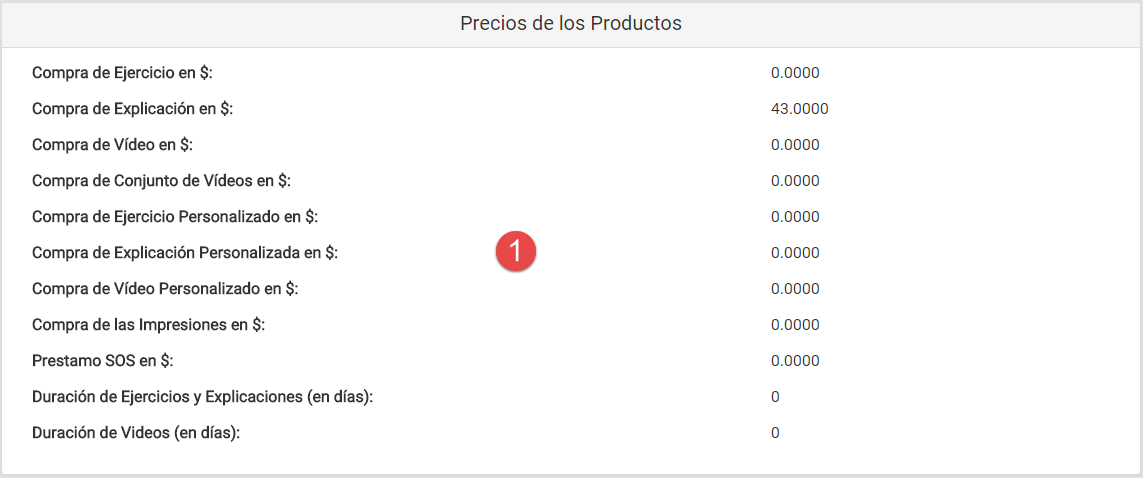 Precios de los Productos
Compra de Ejercicio en $: 0.0000
Compra de Explicación en $: 43.0000
Compra de Vídeo en $: 0.0000
Compra de Conjunto de Vídeos en $: 0.0000
Compra de Ejercicio Personalizado en $: 0.0000
Compra de Explicación Personalizada en $: 0.0000
1
Compra de Vídeo Personalizado en $: 0.0000
Compra de las Impresiones en $: 0.0000
Prestamo SOS en $: 0.0000
Duración de Ejercicios y Explicaciones (en días): 0
Duración de Videos (en días): 0